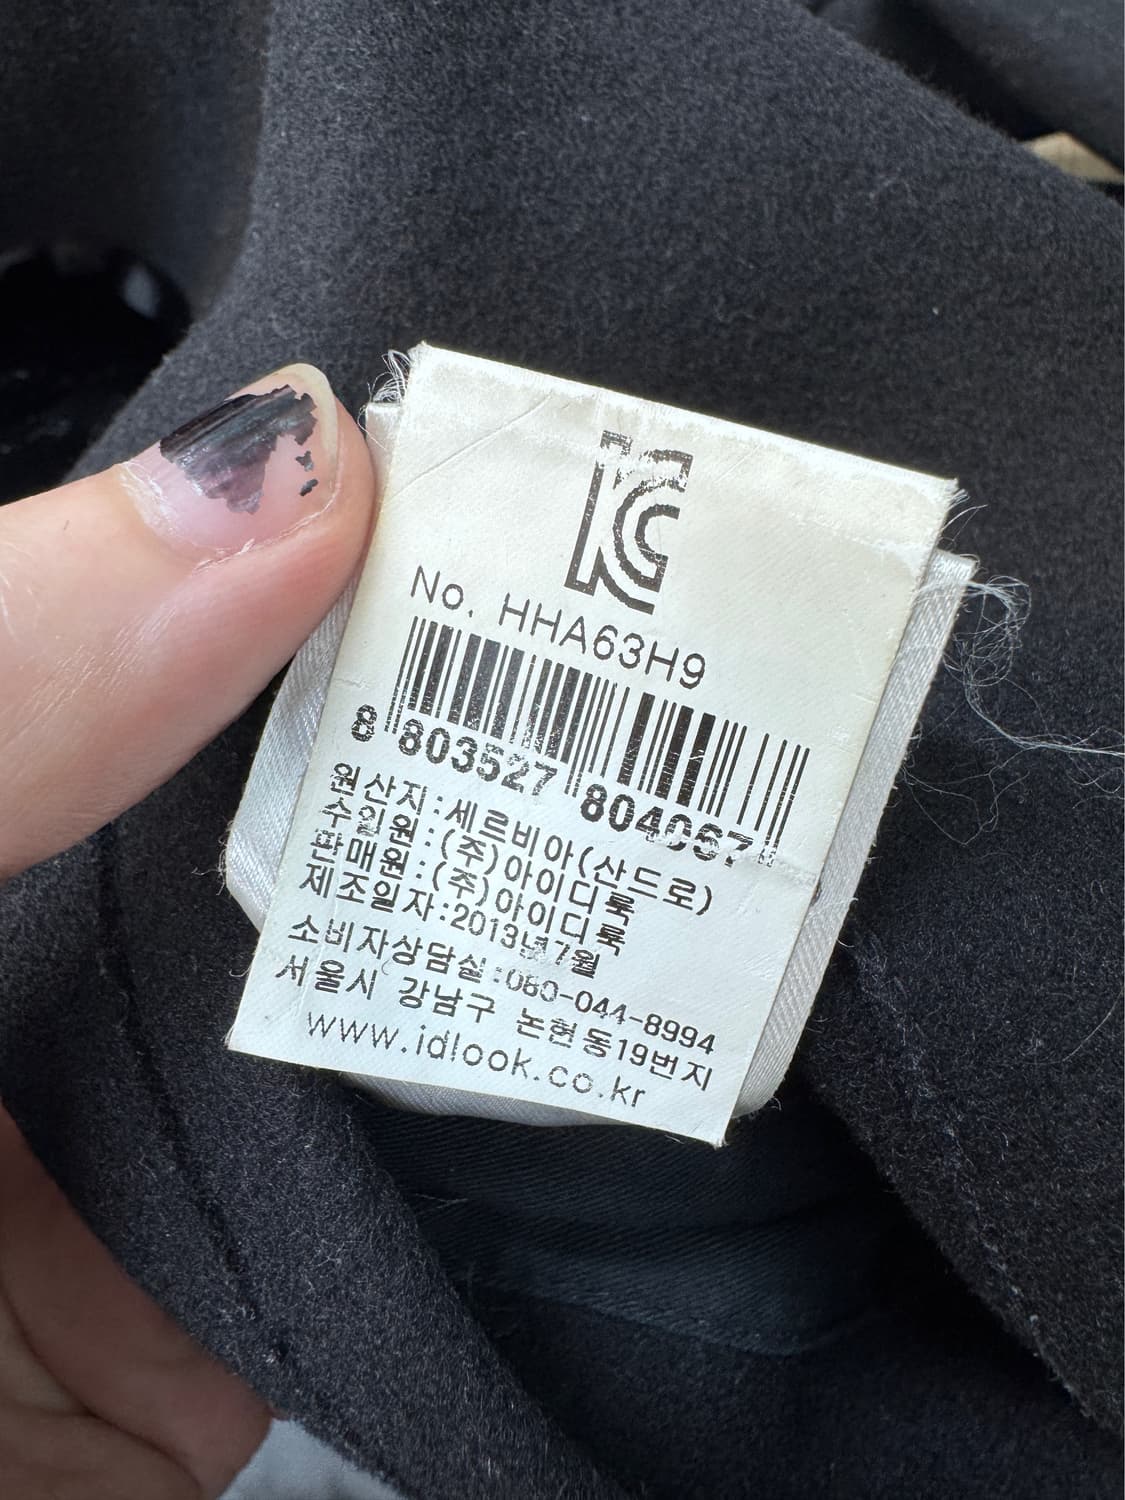 KC
No. HHA63H9
8 803527 804067
원산지:세르비아(산드로)
수입원:(주)아이디룩
판매원:(주)아이디룩
제조일자:2013년7월
소비자상담실:080-044-8994
서울시 강남구 논현동19번지
www.idlook.co.kr